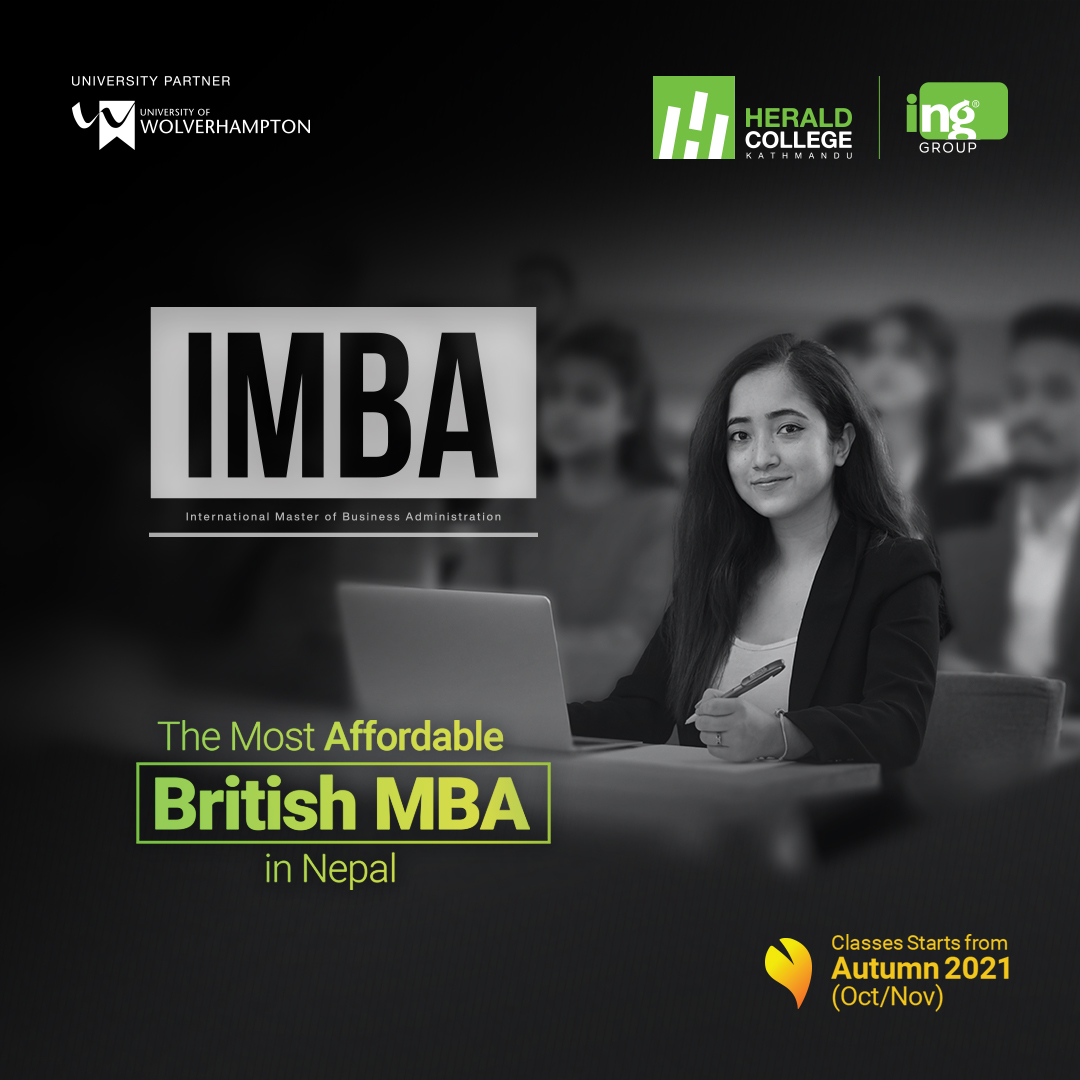 UNIVERSITY PARTNER
UNIVERSITY OF
WOLVERHAMPTON
HERALD
COLLEGE
KATHMANDU
ing®
GROUP
IMBA
International Master of Business Administration
The Most Affordable
British MBA
in Nepal
Classes Starts from
Autumn 2021
(Oct/Nov)